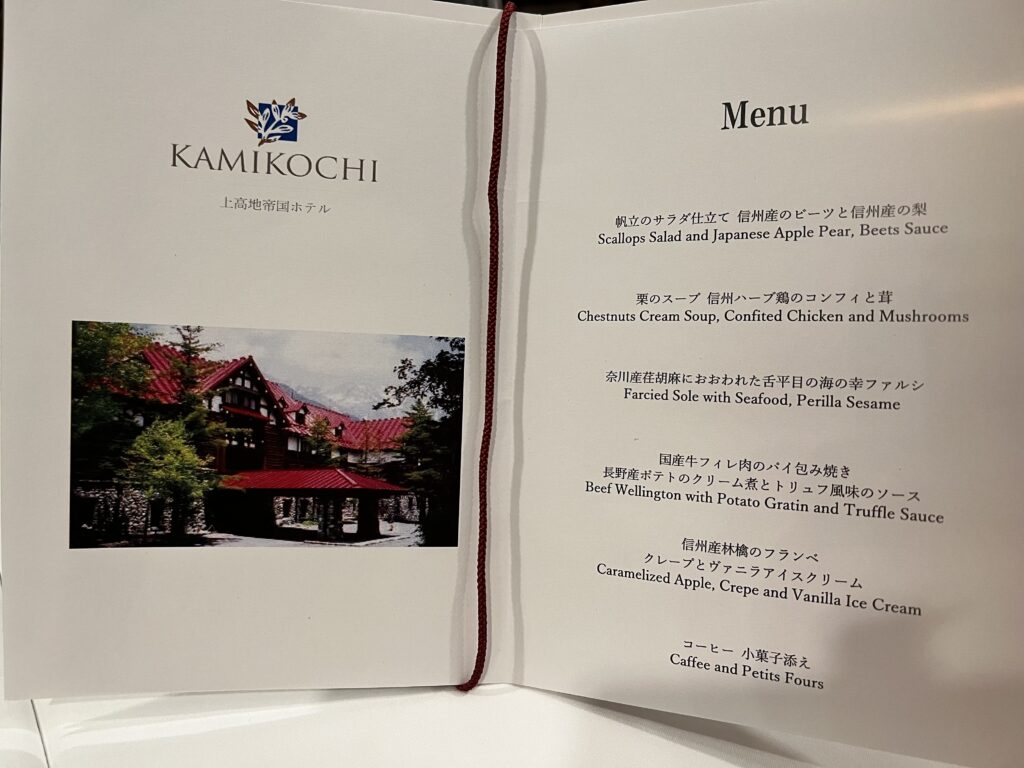 KAMIKOCHI
上高地帝国ホテル
Menu
帆立のサラダ仕立て 信州産のビーツと信州産の梨
Scallops Salad and Japanese Apple Pear, Beets Sauce
栗のスープ 信州ハーブ鶏のコンフィと茸
Chestnuts Cream Soup, Confited Chicken and Mushrooms
奈川産荏胡麻におおわれた舌平目の海の幸ファルシ
Farcied Sole with Seafood, Perilla Sesame
国産牛フィレ肉のパイ包み焼き
長野産ポテトのクリーム煮とトリュフ風味のソース
Beef Wellington with Potato Gratin and Truffle Sauce
信州産林檎のフランベ
クレープとヴァニラアイスクリーム
Caramelized Apple, Crepe and Vanilla Ice Cream
コーヒー 小菓子添え
Caffee and Petits Fours